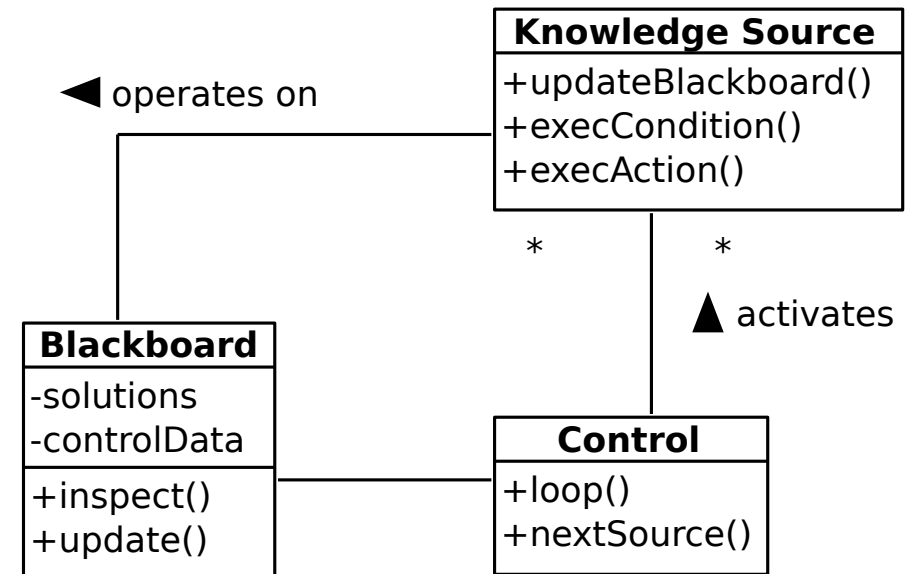 Knowledge Source
+updateBlackboard()
+execCondition()
+execAction()
operates on
* *
activates
Blackboard
-solutions
-controlData
+inspect()
+update()
Control
+loop()
+nextSource()